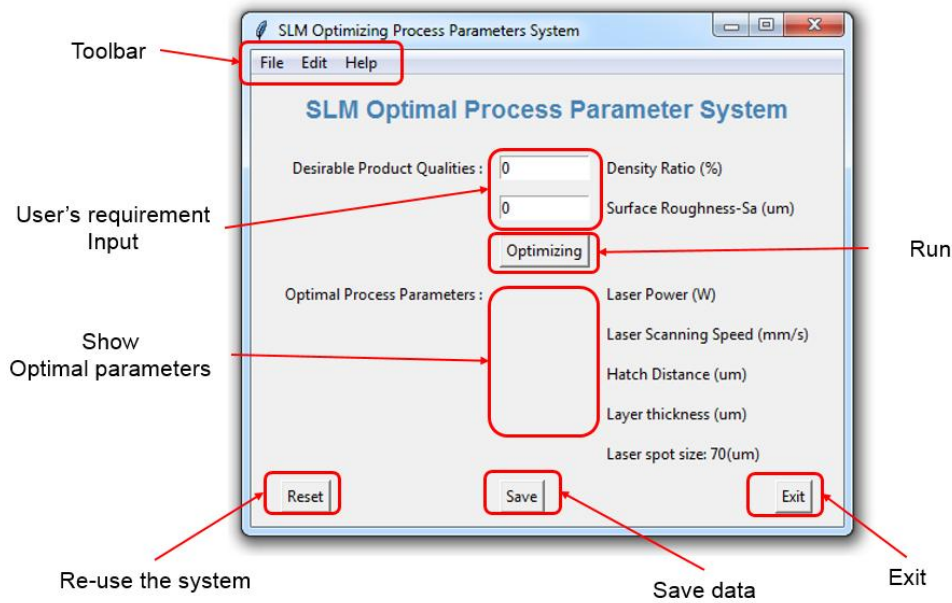 SLM Optimizing Process Parameters System
Toolbar
File Edit Help
SLM Optimal Process Parameter System
Desirable Product Qualities : 0 Density Ratio (%)
0 Surface Roughness-Sa (um)
User's requirement
Input
Optimizing
Run
Optimal Process Parameters : Laser Power (W)
Laser Scanning Speed (mm/s)
Show
Optimal parameters
Hatch Distance (um)
Layer thickness (um)
Laser spot size: 70(um)
Reset Save Exit
Re-use the system
Save data
Exit